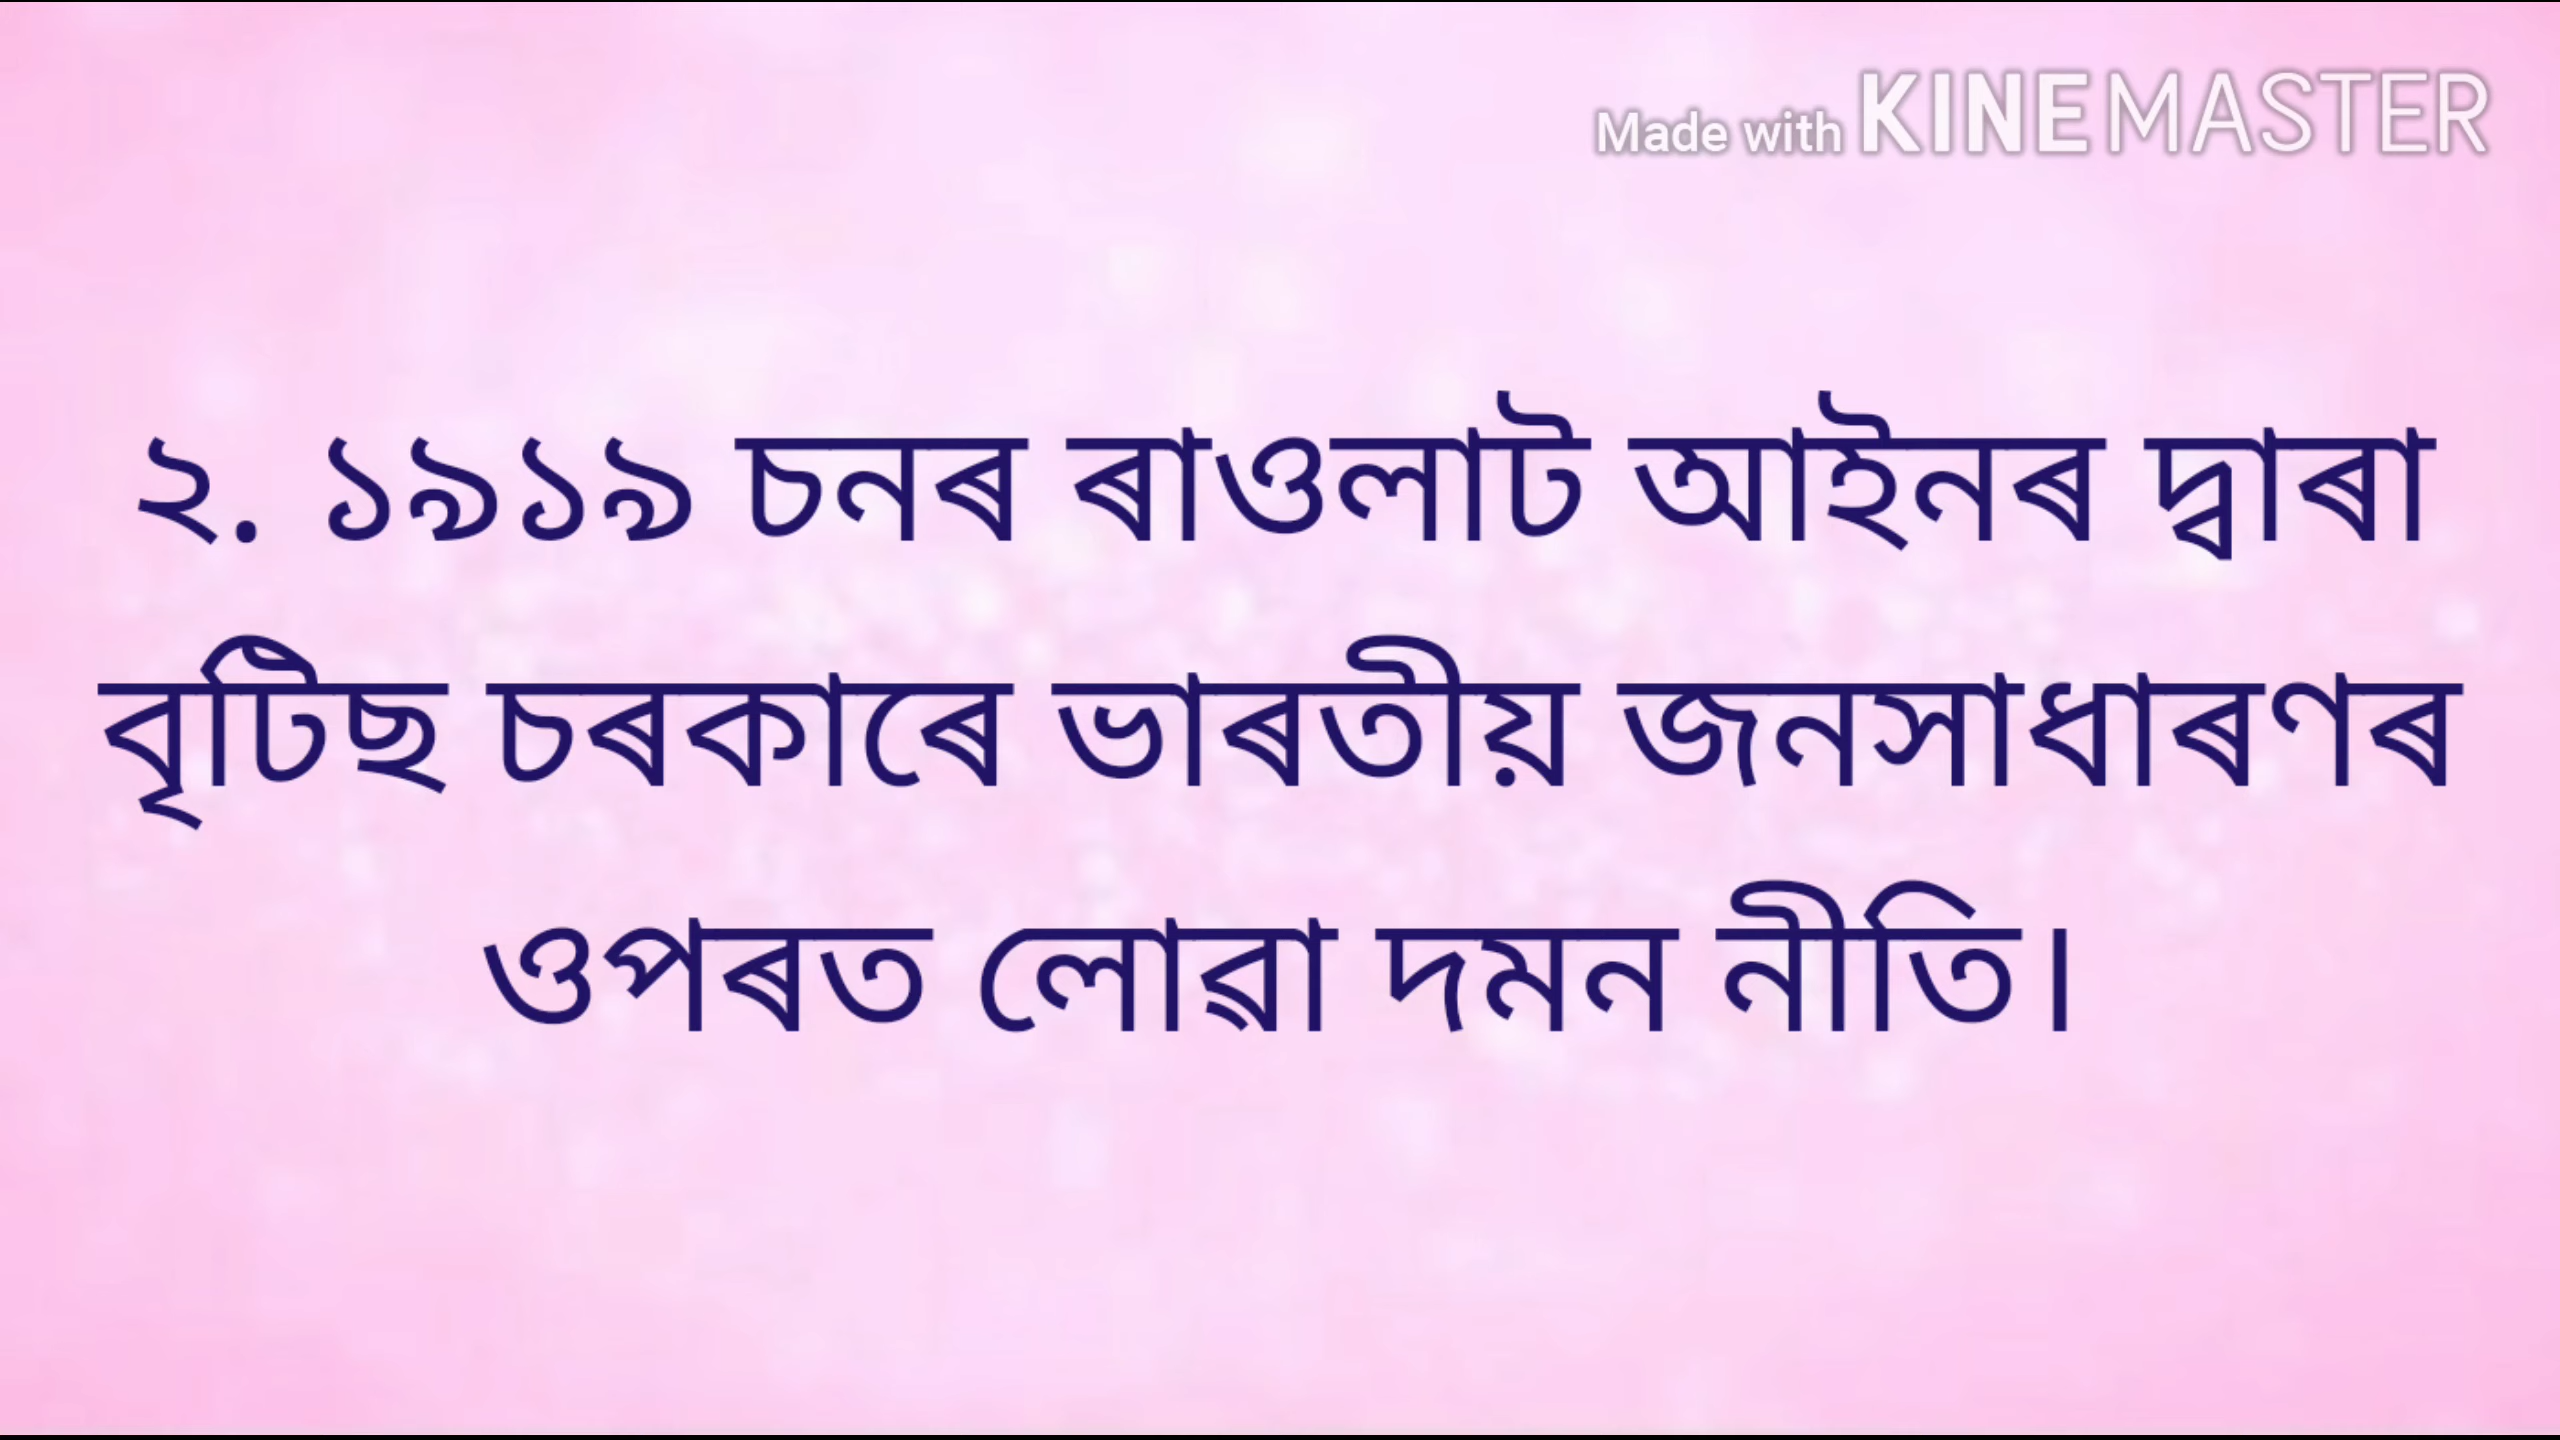 Made with KINEMASTER
২. ১৯১৯ চনৰ ৰাওলাট আইনৰ দ্বাৰা
বৃটিছ চৰকাৰে ভাৰতীয় জনসাধাৰণৰ
ওপৰত লোৱা দমন নীতি।